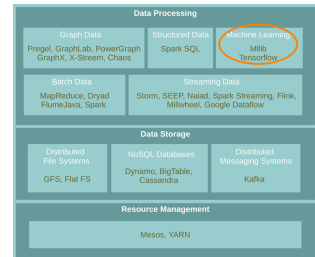 Data Processing
Graph Data
Pregel, GraphLab, PowerGraph
GraphX, X-Streem, Chaos
Structured Data
Spark SQL
Machine Learning
Mllib
Tensorflow
Batch Data
MapReduce, Dryad
FlumeJava, Spark
Streaming Data
Storm, SEEP, Naiad, Spark Streaming, Flink,
Millwheel, Google Dataflow
Data Storage
Distributed
File Systems
GFS, Flat FS
NoSQL Databases
Dynamo, BigTable,
Cassandra
Distributed
Messaging Systems
Kafka
Resource Management
Mesos, YARN